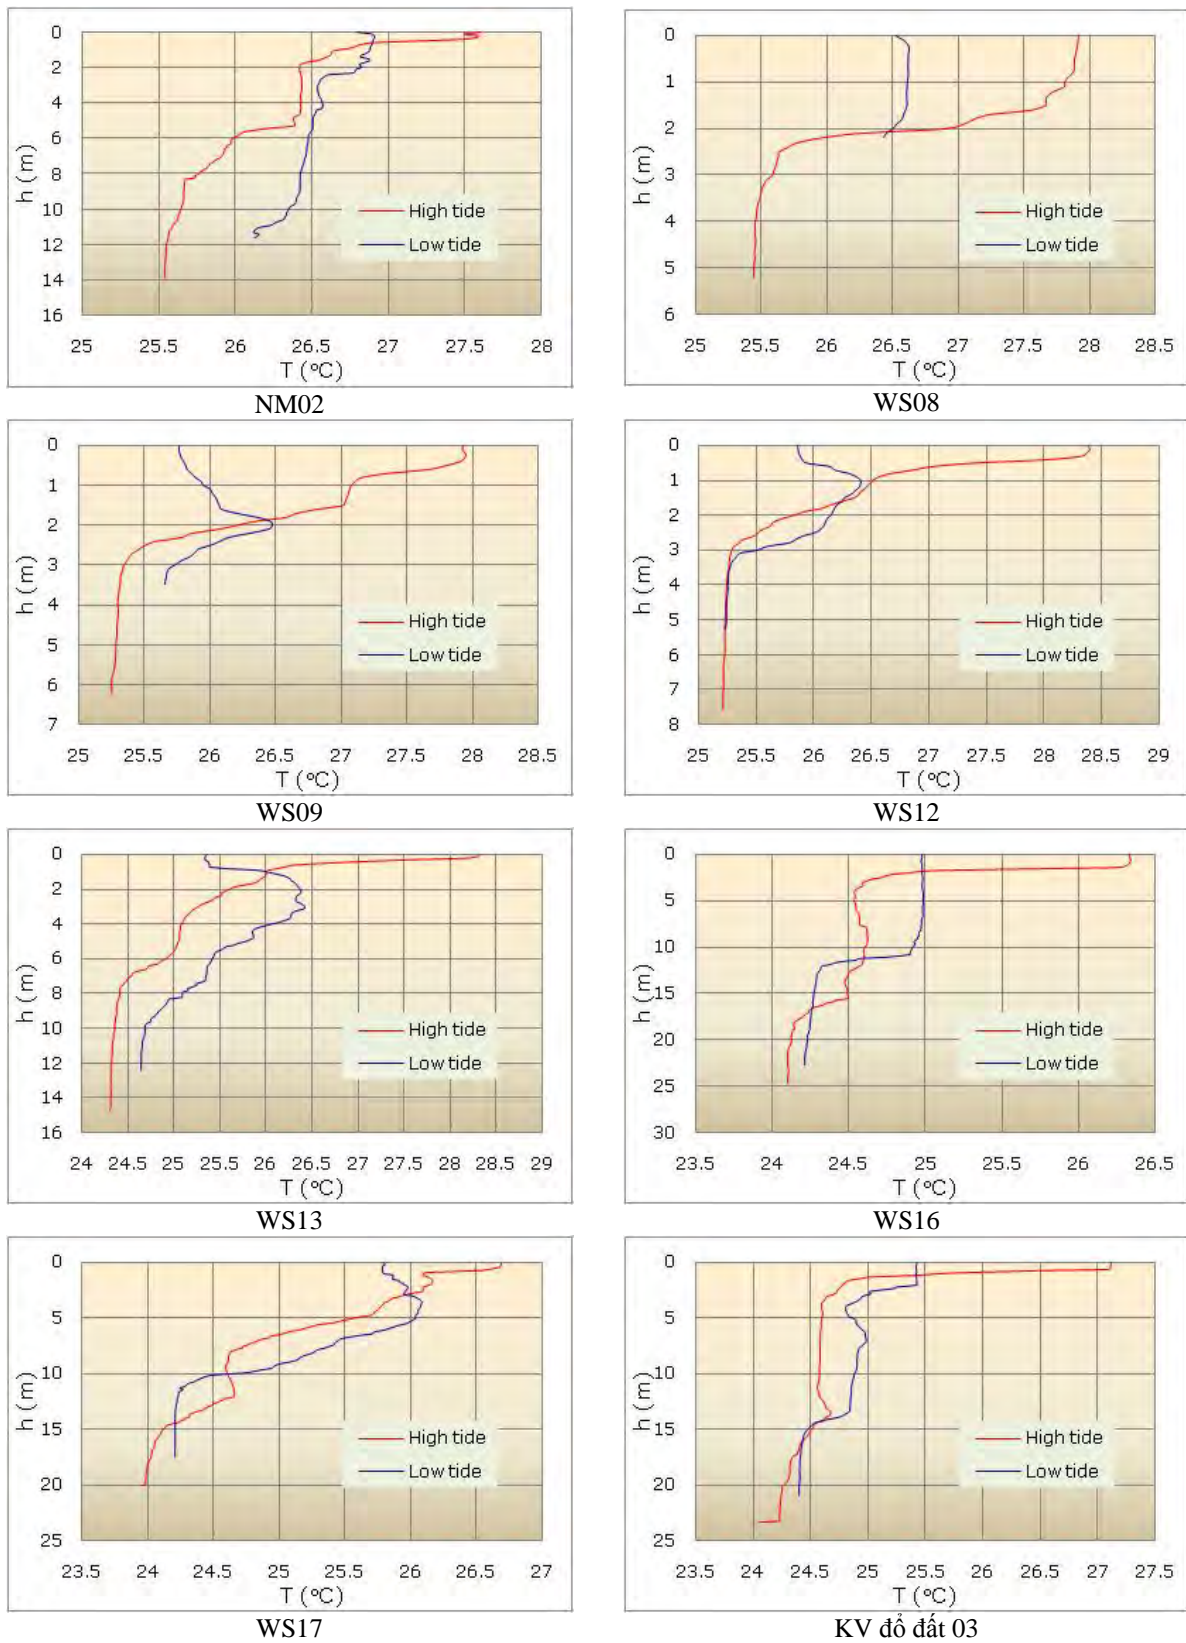 0
2
4
6
8
10
12
14
16
h (m)
High tide
Low tide
25 25.5 26 26.5 27 27.5 28
T (°C)
NM02
0
1
2
3
4
5
6
h (m)
High tide
Low tide
25 25.5 26 26.5 27 27.5 28 28.5
T (°C)
WS08
0
1
2
3
4
5
6
7
h (m)
High tide
Low tide
25 25.5 26 26.5 27 27.5 28 28.5
T (°C)
WS09
0
1
2
3
4
5
6
7
8
h (m)
High tide
Low tide
25 25.5 26 26.5 27 27.5 28 28.5 29
T (°C)
WS12
0
2
4
6
8
10
12
14
16
h (m)
High tide
Low tide
24 24.5 25 25.5 26 26.5 27 27.5 28 28.5 29
T (°C)
WS13
0
5
10
15
20
25
30
h (m)
High tide
Low tide
23.5 24 24.5 25 25.5 26 26.5
T (°C)
WS16
0
5
10
15
20
25
h (m)
High tide
Low tide
23.5 24 24.5 25 25.5 26 26.5 27
T (°C)
WS17
0
5
10
15
20
25
h (m)
High tide
Low tide
23.5 24 24.5 25 25.5 26 26.5 27 27.5
T (°C)
KV đổ đất 03